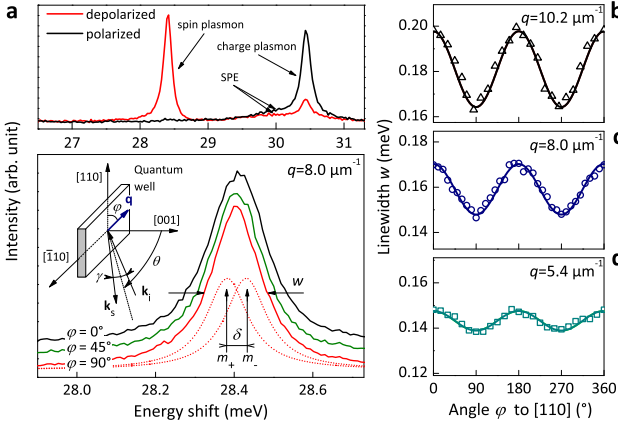 a
depolarized
polarized
spin plasmon
charge plasmon
SPE
26 27 28 29 30 31
Intensity (arb. unit)
q=8.0 µm⁻¹
[110]
Quantum
well
φ
q
[001]
[1̄10]
θ
γ
kₛ
kᵢ
w
φ = 0°
φ = 45°
φ = 90°
δ
m₊ m₋
28.0 28.2 28.4 28.6
Energy shift (meV)
b
q=10.2 µm⁻¹
0.20
0.18
0.16
q=8.0 µm⁻¹
0.18
0.16
0.14
Linewidth w (meV)
d
q=5.4 µm⁻¹
0.16
0.14
0.12
0 90 180 270 360
Angle φ to [110] (°)